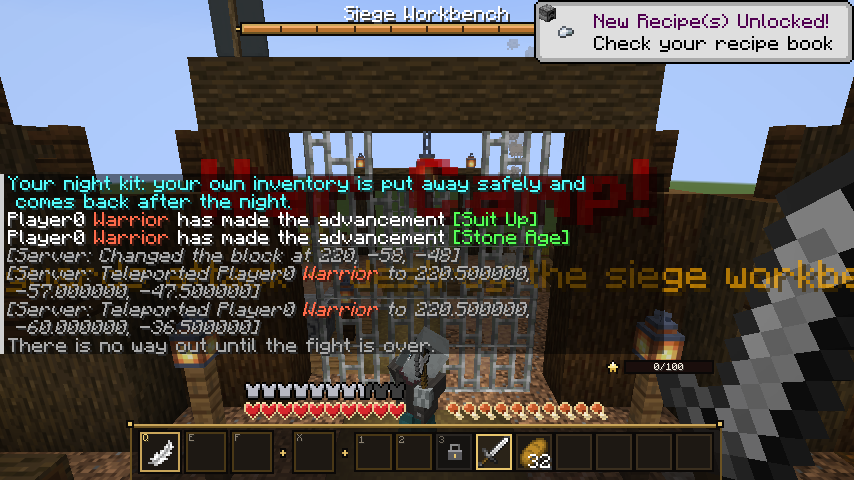 Siege Workbench
New Recipe(s) Unlocked!
Check your recipe book
Your night kit: your own inventory is put away safely and
comes back after the night.
Player0 Warrior has made the advancement [Suit Up]
Player0 Warrior has made the advancement [Stone Age]
[Server: Changed the block at 220, -58, -48]
[Server: Teleported Player0 Warrior to 220.500000,
-57.000000, -47.500000]
[Server: Teleported Player0 Warrior to 220.500000,
-60.000000, -36.500000]
There is no way out until the fight is over.
the siege workbe
0/100
Q
E
F
X
1
2
3
32